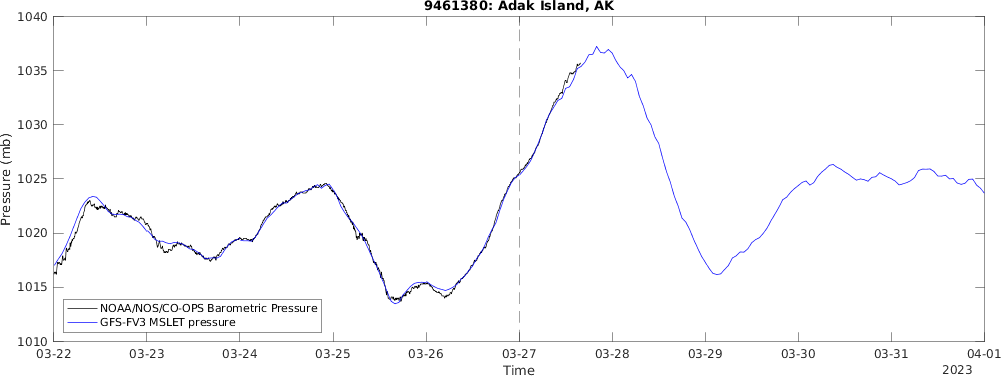 9461380: Adak Island, AK
1040
1035
1030
1025
1020
1015
1010
Pressure (mb)
NOAA/NOS/CO-OPS Barometric Pressure
GFS-FV3 MSLET pressure
03-22 03-23 03-24 03-25 03-26 03-27 03-28 03-29 03-30 03-31 04-01
Time
2023